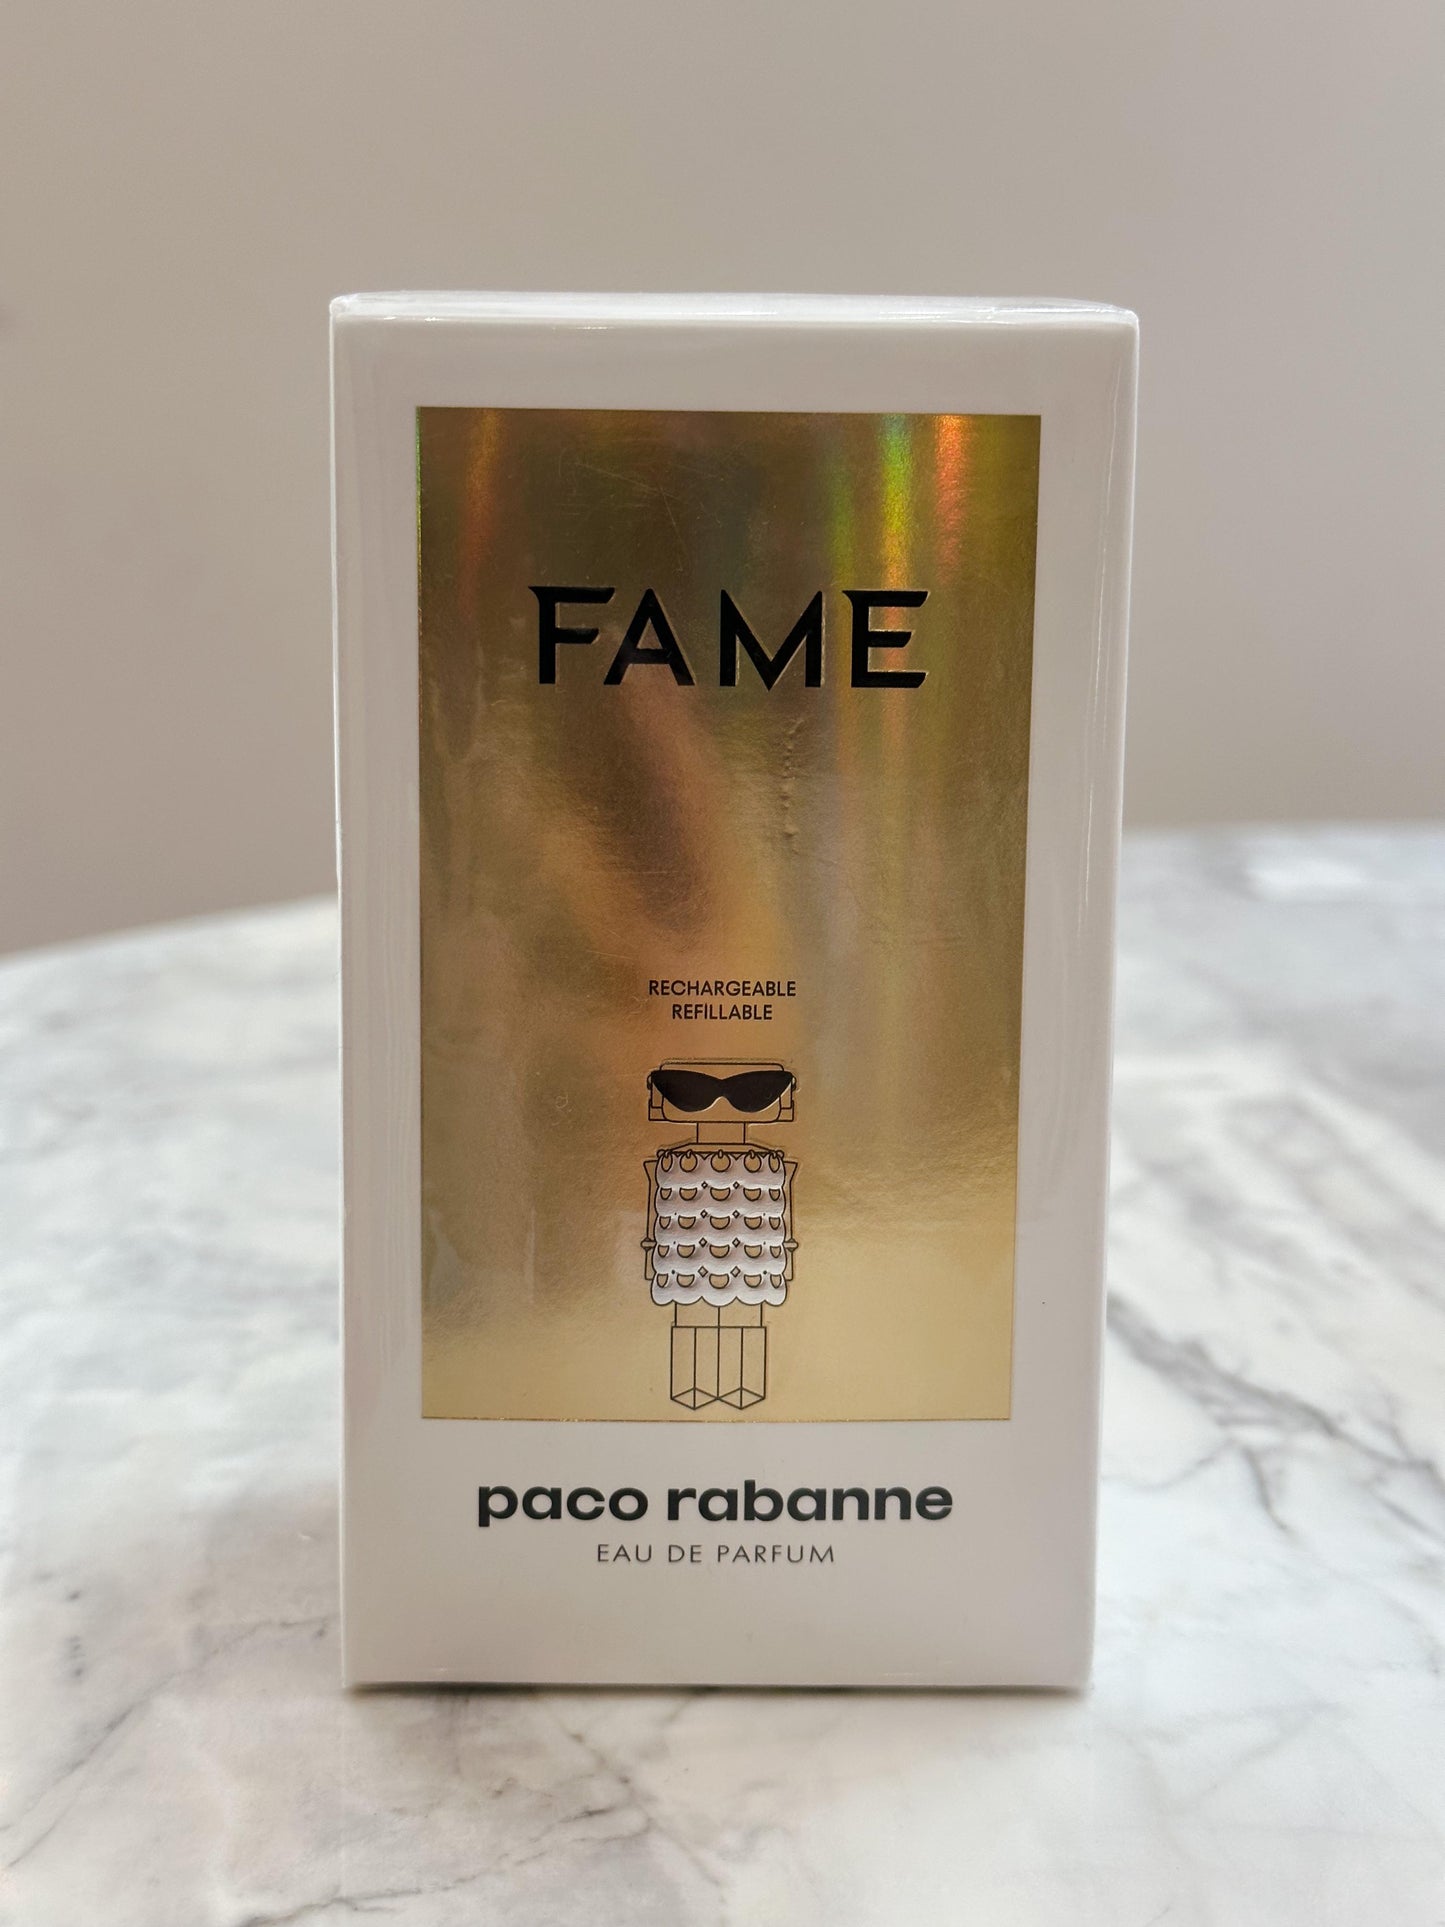 FAME
RECHARGEABLE
REFILLABLE
paco rabanne
EAU DE PARFUM